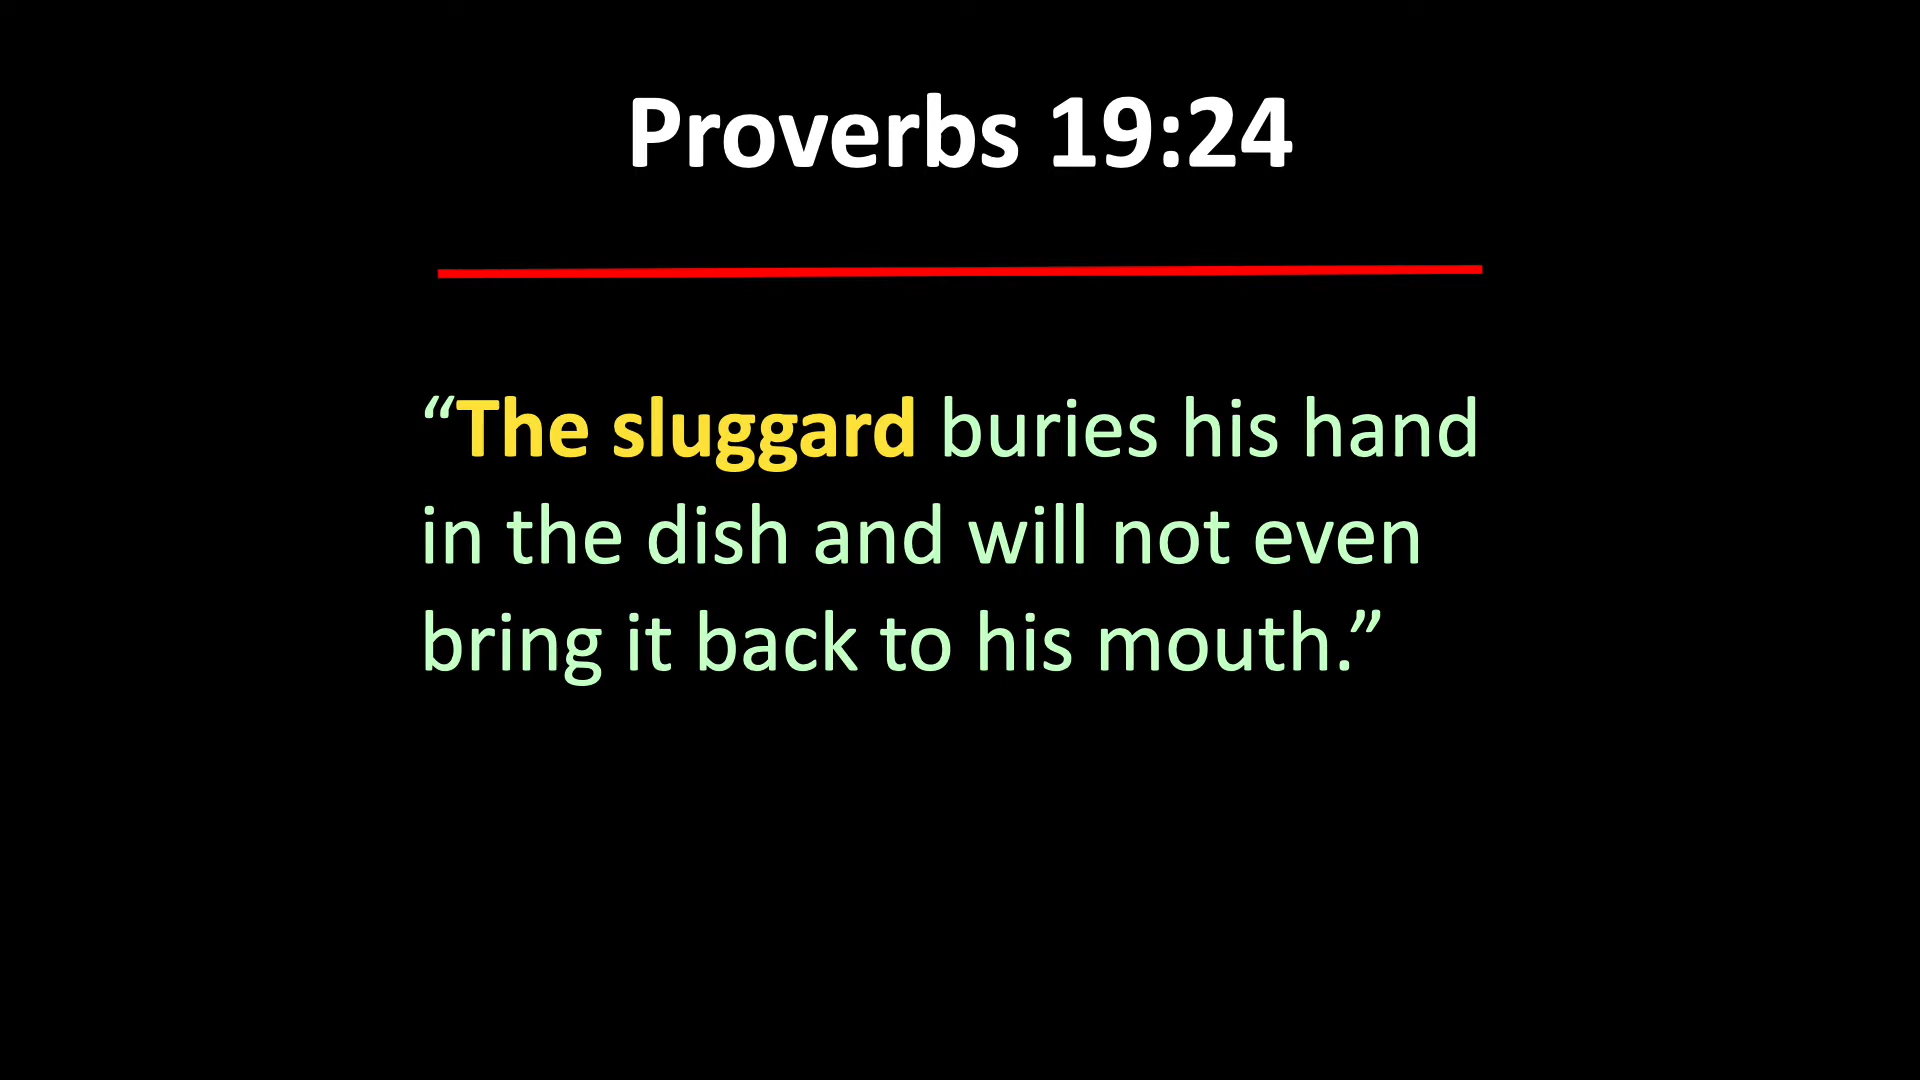 Proverbs 19:24
“The sluggard buries his hand
in the dish and will not even
bring it back to his mouth.”